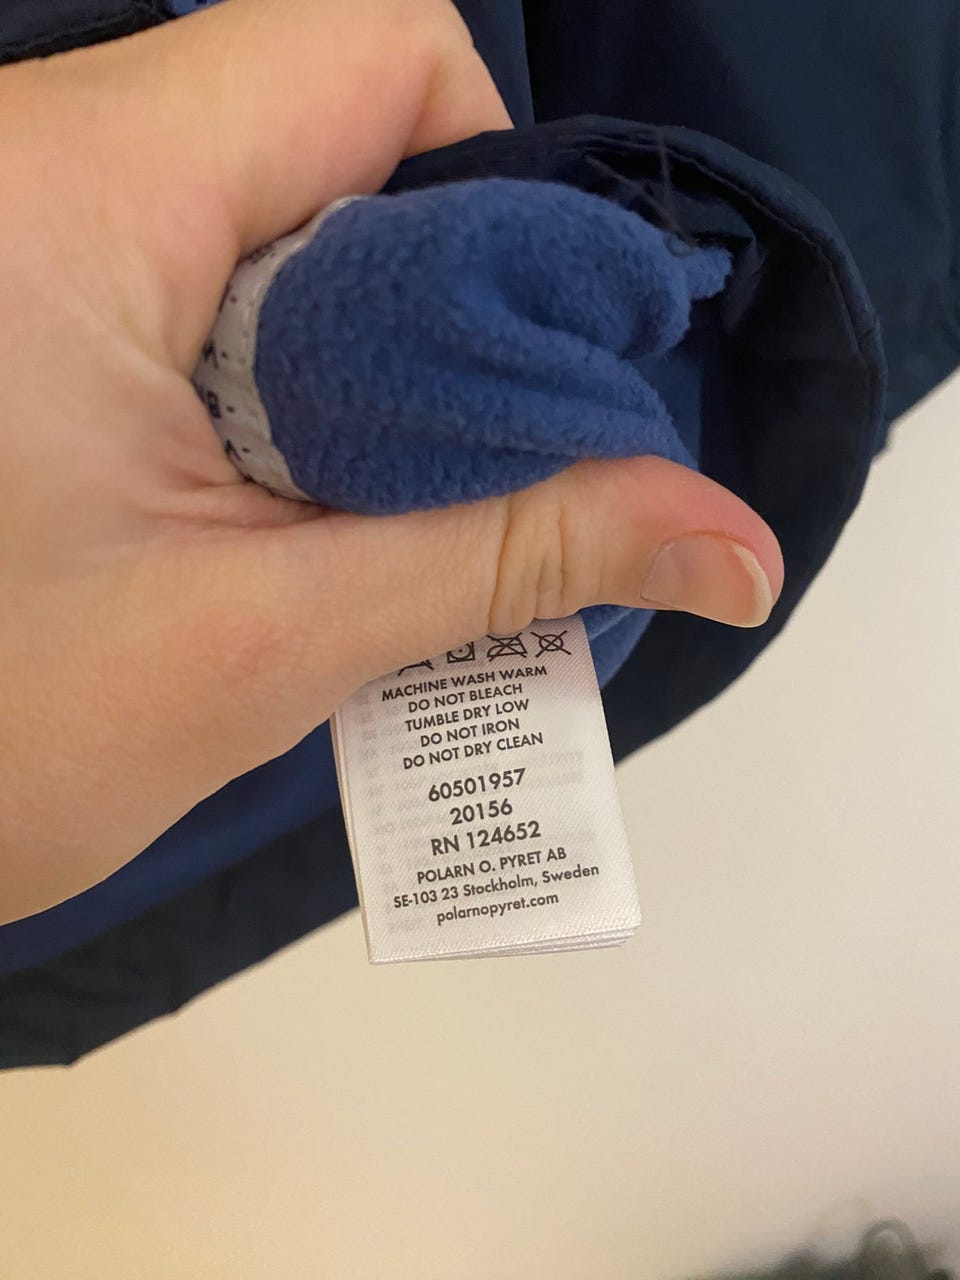 MACHINE WASH WARM
DO NOT BLEACH
TUMBLE DRY LOW
DO NOT IRON
DO NOT DRY CLEAN
60501957
20156
RN 124652
POLARN O. PYRET AB
SE-103 23 Stockholm, Sweden
polarnopyret.com